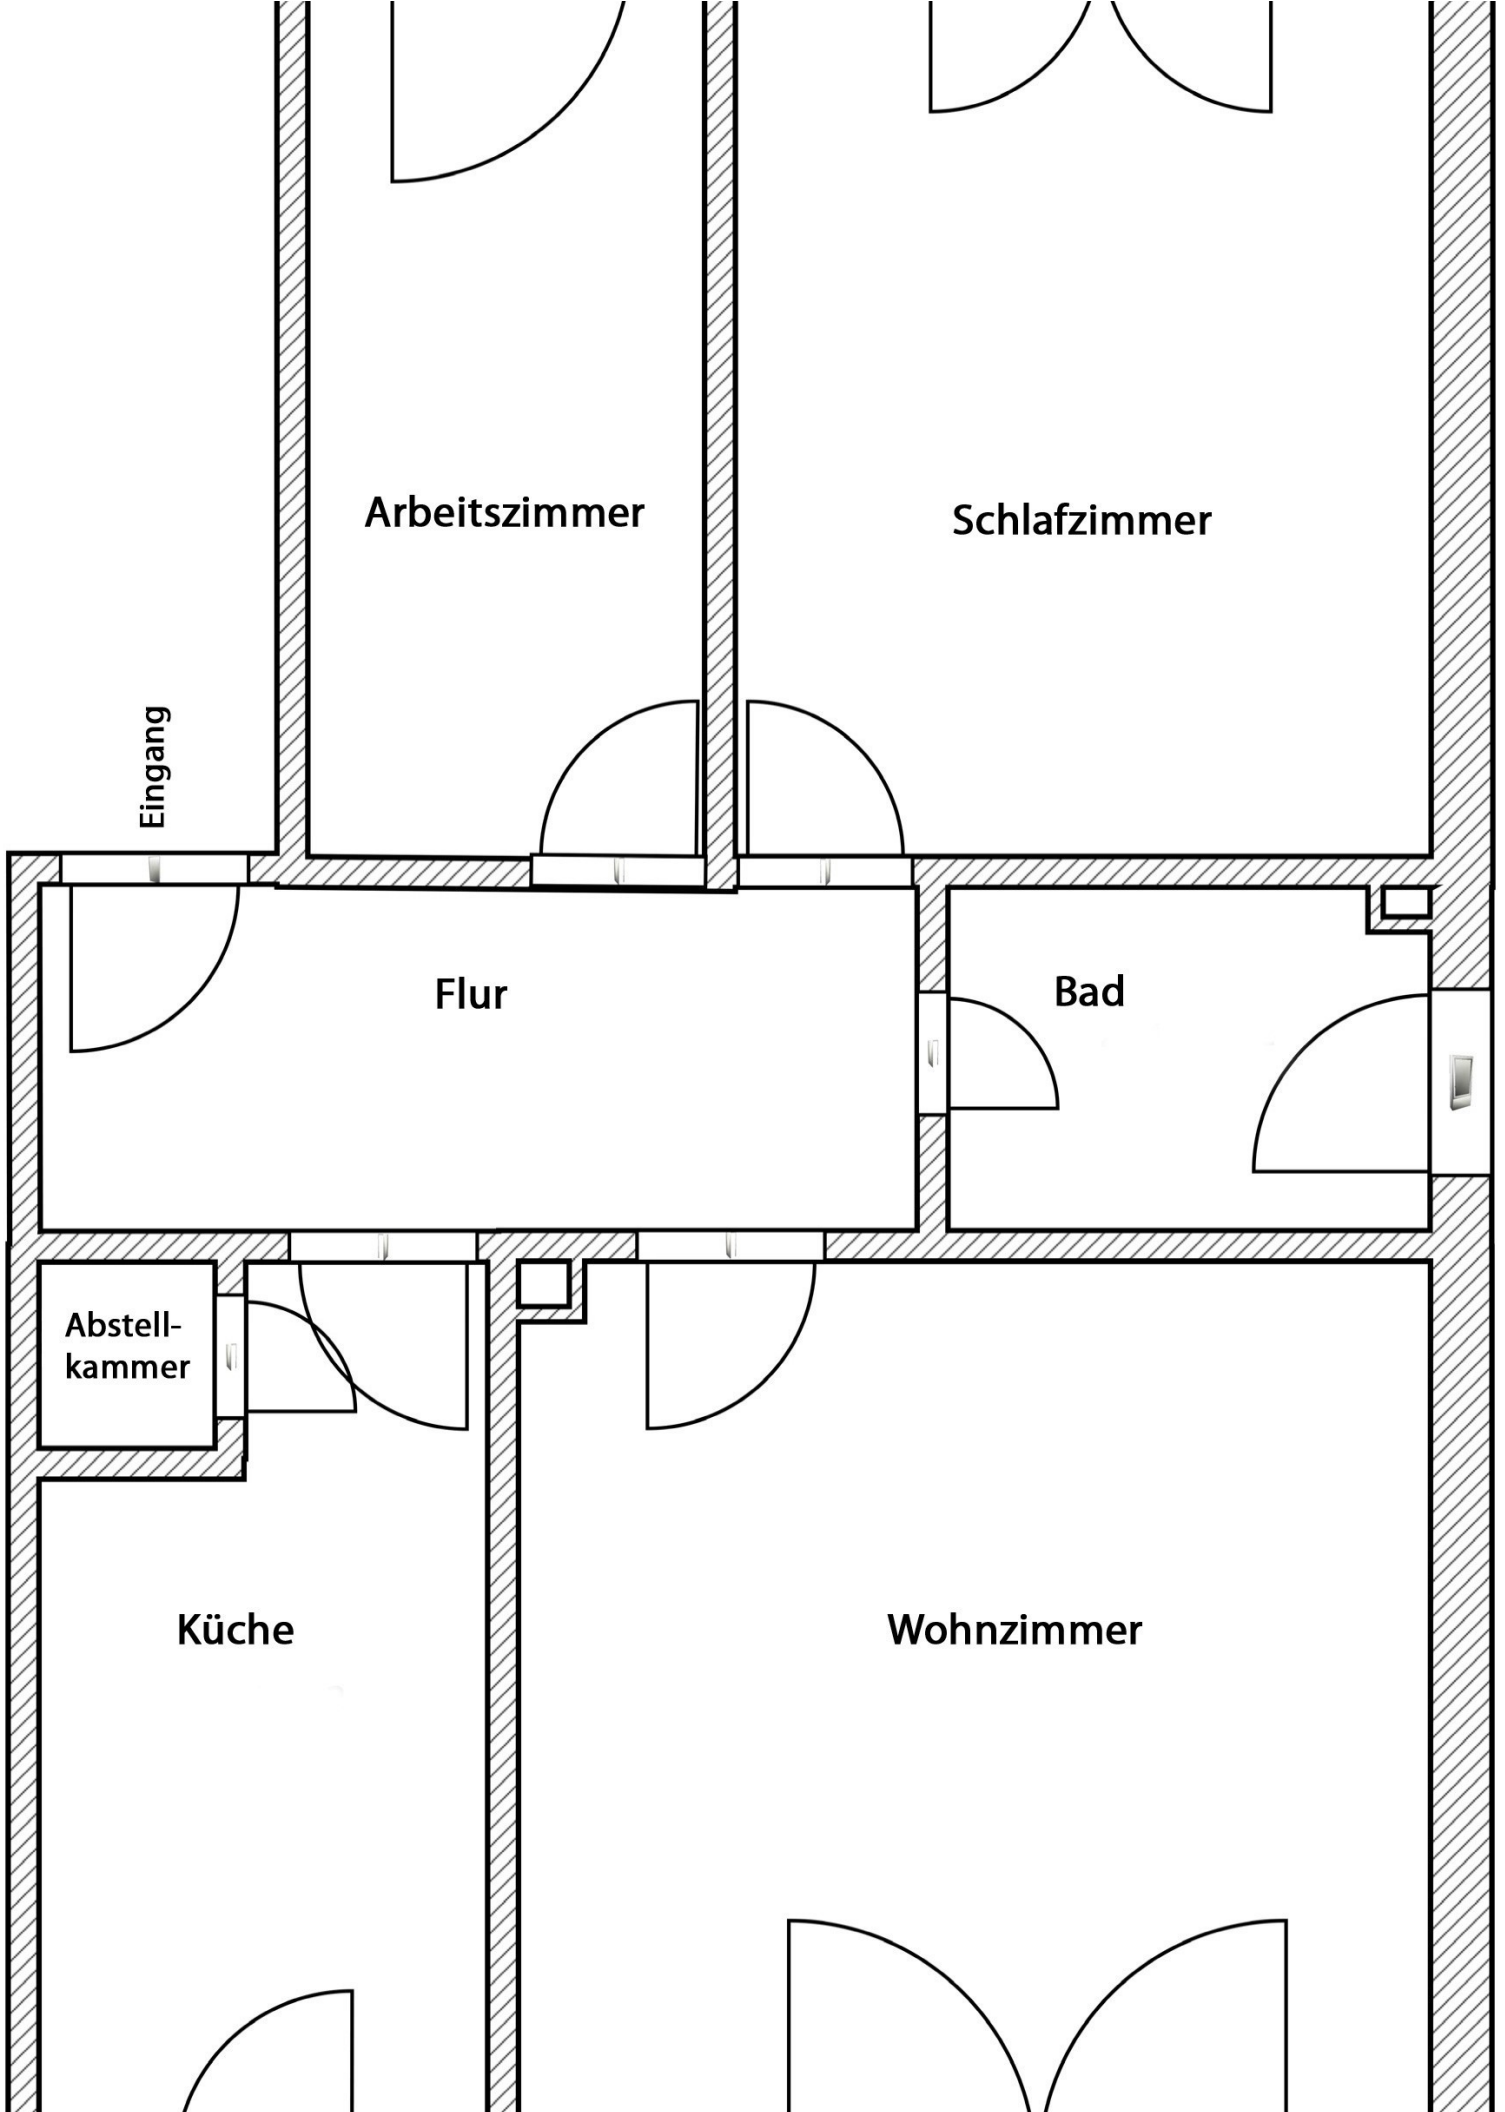 Arbeitszimmer
Schlafzimmer
Eingang
Flur
Bad
Abstell-
kammer
Küche
Wohnzimmer